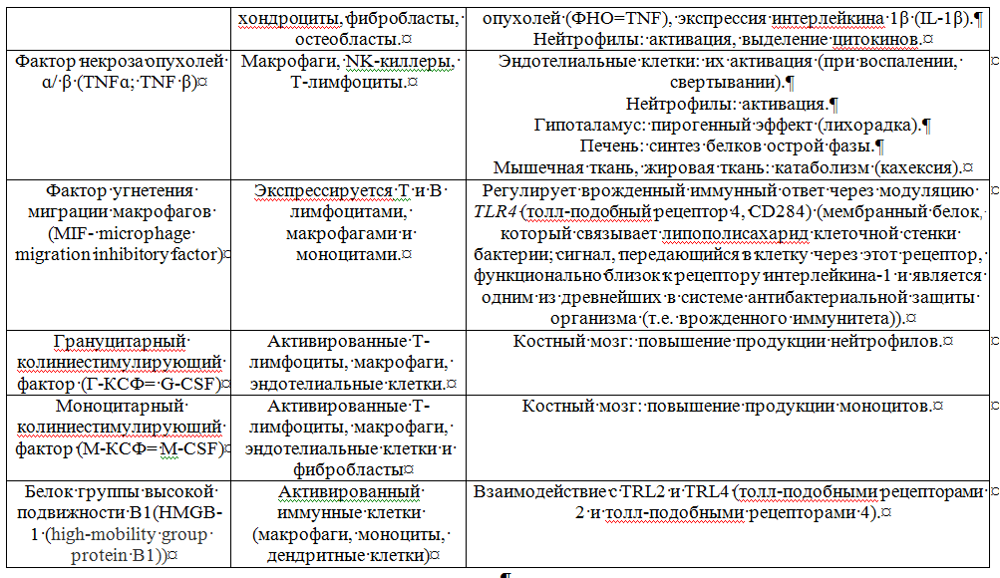 хондроциты, фибробласты,
остеобласты.
опухолей (ФНО=TNF), экспрессия интерлейкина 1β (IL-1β).
Нейтрофилы: активация, выделение цитокинов.
Фактор некроза опухолей
α/ β (TNFα; TNF β)
Макрофаги, NK-киллеры,
Т-лимфоциты.
Эндотелиальные клетки: их активация (при воспалении,
свертывании).
Нейтрофилы: активация.
Гипоталамус: пирогенный эффект (лихорадка).
Печень: синтез белков острой фазы.
Мышечная ткань, жировая ткань: катаболизм (кахексия).
Фактор угнетения
миграции макрофагов
(MIF- microphage
migration inhibitory factor)
Экспрессируется Т и В
лимфоцитами,
макрофагами и
моноцитами.
Регулирует врожденный иммунный ответ через модуляцию
TLR4 (толл-подобный рецептор 4, CD284) (мембранный белок,
который связывает липополисахарид клеточной стенки
бактерии; сигнал, передающийся в клетку через этот рецептор,
функционально близок к рецептору интерлейкина-1 и является
одним из древнейших в системе антибактериальной защиты
организма (т.е. врожденного иммунитета)).
Грануцитарный
колиниестимулирующий
фактор (Г-КСФ= G-CSF)
Активированные Т-
лимфоциты, макрофаги,
эндотелиальные клетки.
Костный мозг: повышение продукции нейтрофилов.
Моноцитарный
колиниестимулирующий
фактор (М-КСФ= M-CSF)
Активированные Т-
лимфоциты, макрофаги,
эндотелиальные клетки и
фибробласты
Костный мозг: повышение продукции моноцитов.
Белок группы высокой
подвижности B1(HMGB-
1 (high-mobility group
protein B1))
Активированный
иммунные клетки
(макрофаги, моноциты,
дендритные клетки)
Взаимодействие с TRL2 и TRL4 (толл-подобными рецепторами
2 и толл-подобными рецепторами 4).